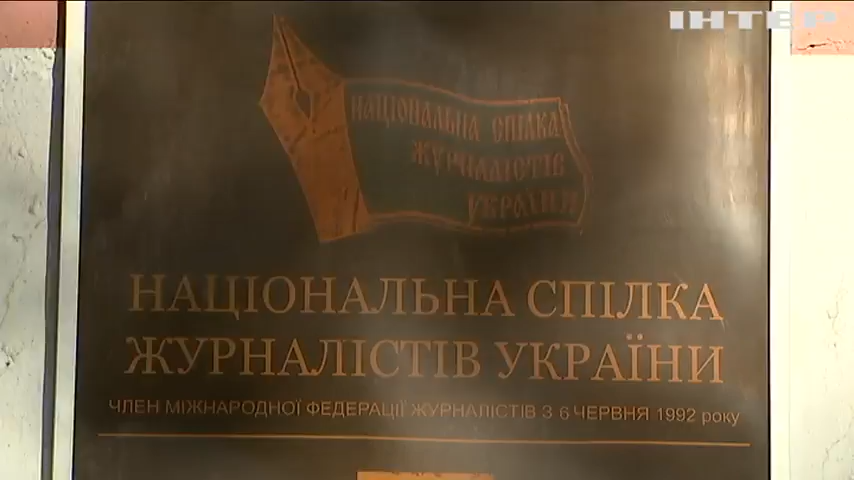 ІНТЕР
НАЦІОНАЛЬНА СПІЛКА
ЖУРНАЛІСТІВ
УКРАЇНИ
НАЦІОНАЛЬНА СПІЛКА
ЖУРНАЛІСТІВ УКРАЇНИ
ЧЛЕН МІЖНАРОДНОЇ ФЕДЕРАЦІЇ ЖУРНАЛІСТІВ З 6 ЧЕРВНЯ 1992 року